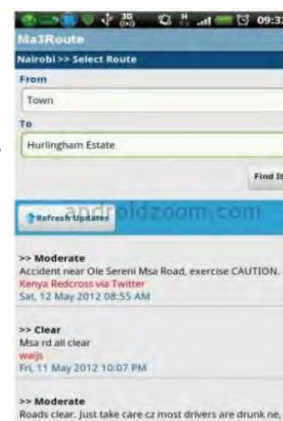 3G
H
09:32
Ma3Route
Nairobi >> Select Route
From
Town
To
Hurlingham Estate
Find It
Refresh Updates
androidzoom.com
>> Moderate
Accident near Ole Sereni Msa Road, exercise CAUTION.
Kenya Redcross via Twitter
Sat, 12 May 2012 08:55 AM
>> Clear
Msa rd all clear
Fri, 11 May 2012 10:07 PM
>> Moderate
Roads clear. Just take care cz most drivers are drunk ne,